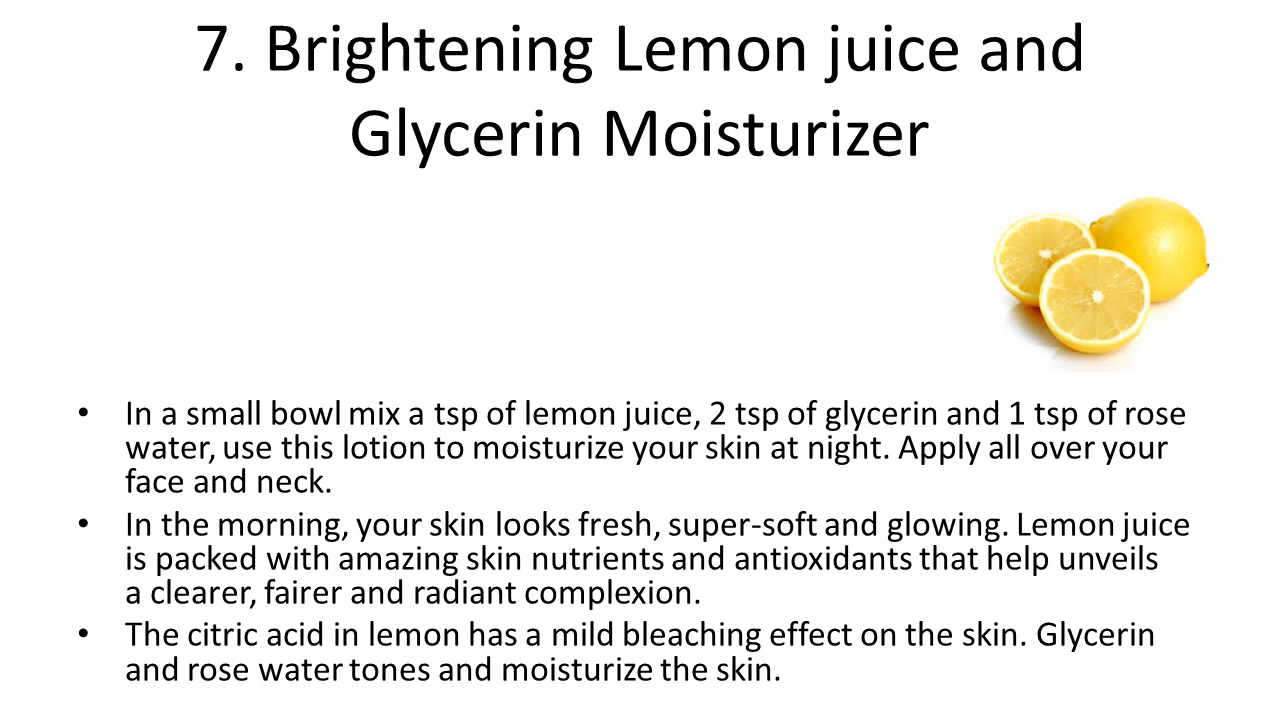 7. Brightening Lemon juice and
Glycerin Moisturizer
• In a small bowl mix a tsp of lemon juice, 2 tsp of glycerin and 1 tsp of rose
water, use this lotion to moisturize your skin at night. Apply all over your
face and neck.
• In the morning, your skin looks fresh, super-soft and glowing. Lemon juice
is packed with amazing skin nutrients and antioxidants that help unveils
a clearer, fairer and radiant complexion.
• The citric acid in lemon has a mild bleaching effect on the skin. Glycerin
and rose water tones and moisturize the skin.